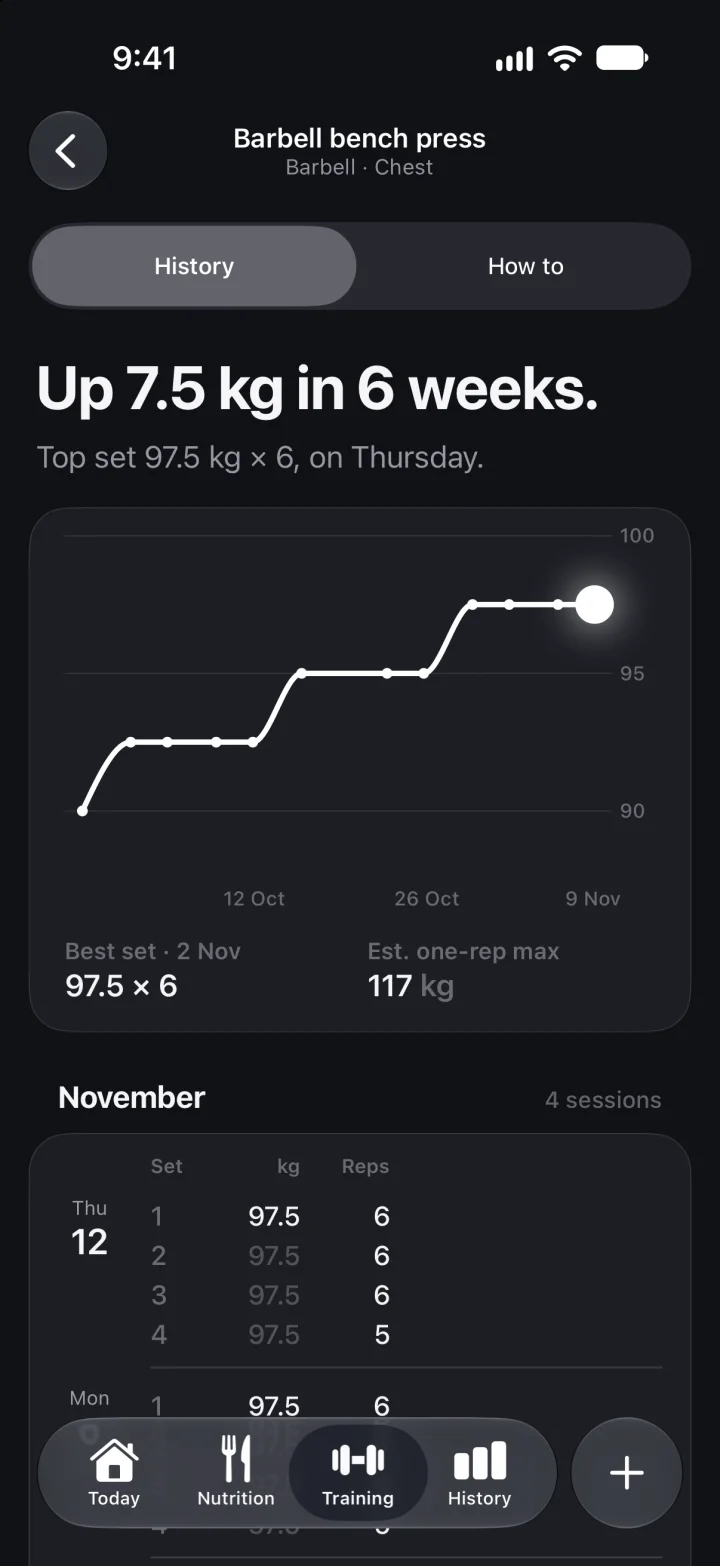 9:41
Barbell bench press
Barbell · Chest
History How to
Up 7.5 kg in 6 weeks.
Top set 97.5 kg × 6, on Thursday.
100
95
90
12 Oct 26 Oct 9 Nov
Best set · 2 Nov Est. one-rep max
97.5 × 6 117 kg
November 4 sessions
Set kg Reps
Thu
12
1 97.5 6
2 97.5 6
3 97.5 6
4 97.5 5
Mon
1 97.5 6
Today Nutrition Training History